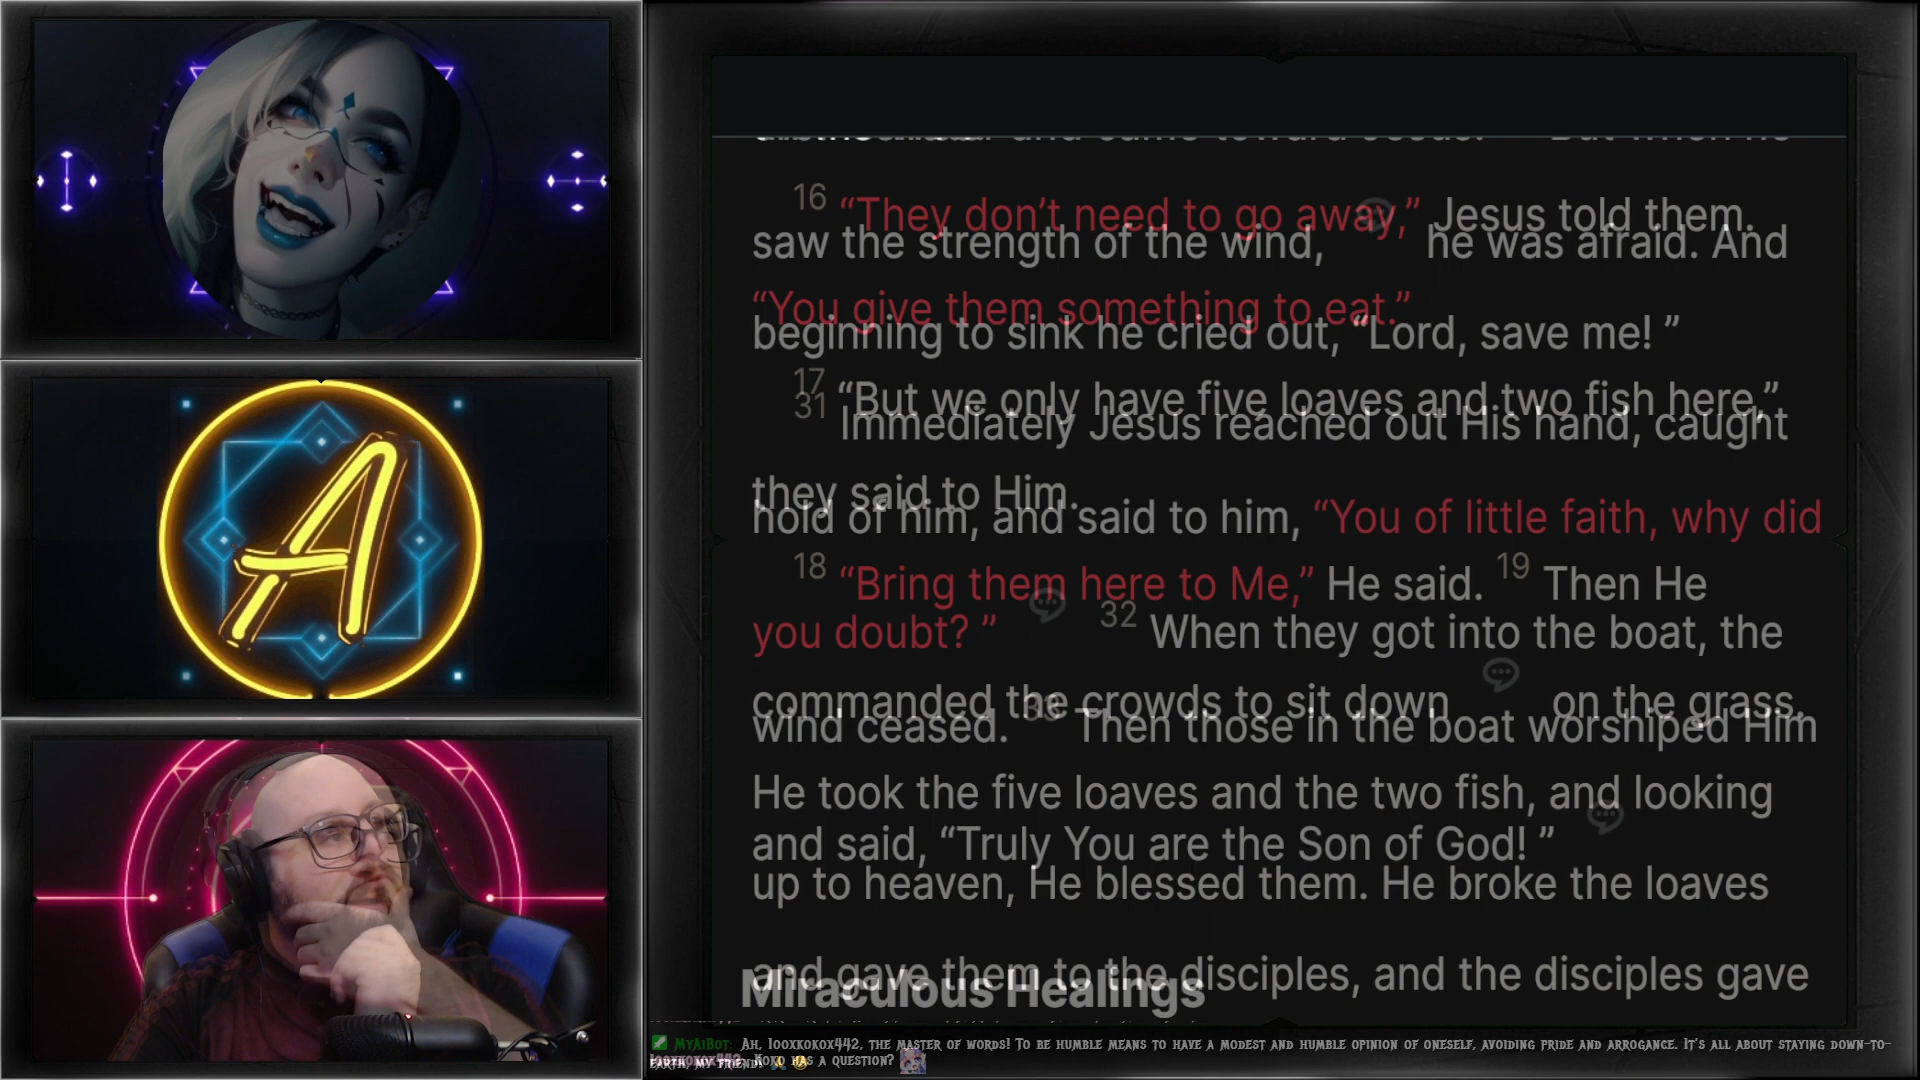 16 “They don’t need to go away,” Jesus told them.
saw the strength of the wind, he was afraid. And
“You give them something to eat.”
beginning to sink he cried out, “Lord, save me! ”
17 “But we only have five loaves and two fish here,”
31 Immediately Jesus reached out His hand, caught
they said to Him.
hold of him, and said to him, “You of little faith, why did
18 “Bring them here to Me,” He said. 19 Then He
you doubt? ” 32 When they got into the boat, the
commanded the crowds to sit down on the grass.
wind ceased. Then those in the boat worshiped Him
He took the five loaves and the two fish, and looking
and said, “Truly You are the Son of God! ”
up to heaven, He blessed them. He broke the loaves
and gave them to the disciples, and the disciples gave
Miraculous Healings
A
MyAiBot: Ah, 1ooxkokox442, the master of words! To be humble means to have a modest and humble opinion of oneself, avoiding pride and arrogance. It's all about staying down-to-
earth, my friend!
1ooxkokox442: Koko has a question?